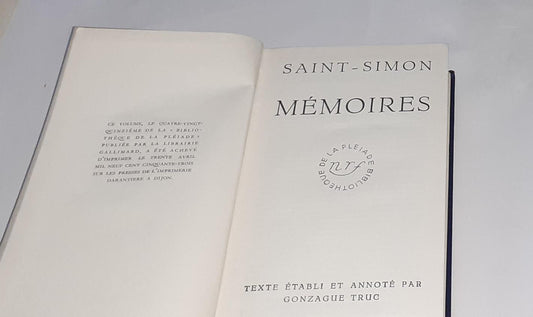 CE VOLUME, LE QUATRE-VINGT-
QUINZIÈME DE LA « BIBLIO-
THÈQUE DE LA PLÉIADE »
PUBLIÉE PAR LA LIBRAIRIE
GALLIMARD, A ÉTÉ ACHEVÉ
D'IMPRIMER LE TRENTE AVRIL
MIL NEUF CENT CINQUANTE-TROIS
SUR LES PRESSES DE L'IMPRIMERIE
DARANTIERE A DIJON.
SAINT-SIMON
MÉMOIRES
BIBLIOTHÈQUE DE LA PLÉIADE
nrf
TEXTE ÉTABLI ET ANNOTÉ PAR
GONZAGUE TRUC